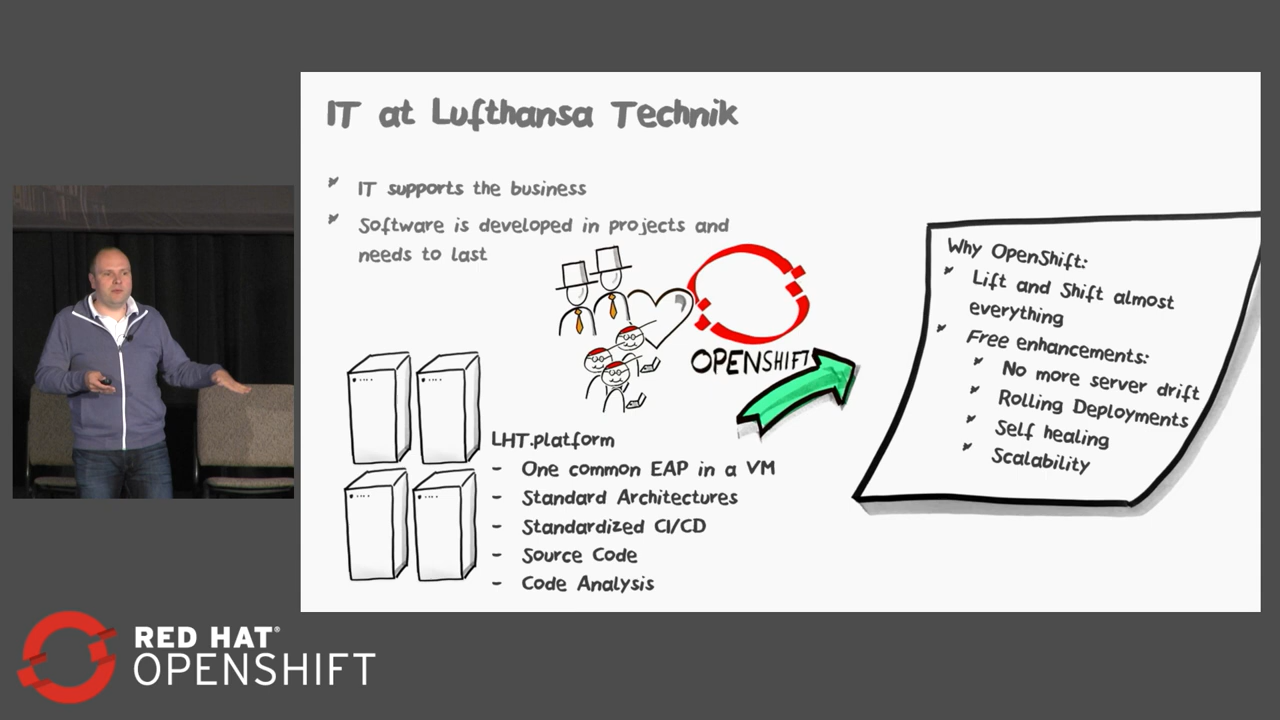 IT at Lufthansa Technik
IT supports the business
Software is developed in projects and
needs to last
OPENSHIFT
LHT.platform
- One common EAP in a VM
- Standard Architectures
- Standardized CI/CD
- Source Code
- Code Analysis
Why OpenShift:
Lift and Shift almost
everything
Free enhancements:
No more server drift
Rolling Deployments
Self healing
Scalability
RED HAT®
OPENSHIFT